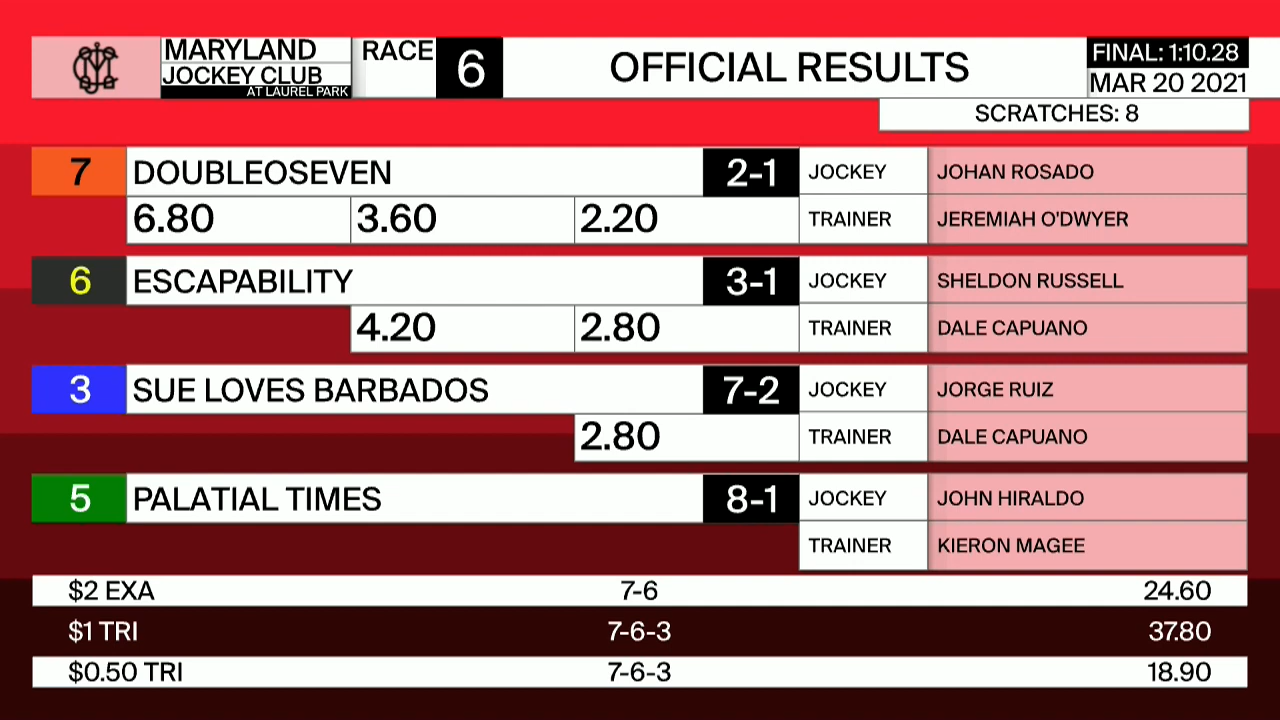 MARYLAND
JOCKEY CLUB
AT LAUREL PARK
RACE 6
OFFICIAL RESULTS
FINAL: 1:10.28
MAR 20 2021
SCRATCHES: 8
7 DOUBLEOSEVEN 2-1 JOCKEY JOHAN ROSADO
6.80 3.60 2.20 TRAINER JEREMIAH O'DWYER
6 ESCAPABILITY 3-1 JOCKEY SHELDON RUSSELL
4.20 2.80 TRAINER DALE CAPUANO
3 SUE LOVES BARBADOS 7-2 JOCKEY JORGE RUIZ
2.80 TRAINER DALE CAPUANO
5 PALATIAL TIMES 8-1 JOCKEY JOHN HIRALDO
TRAINER KIERON MAGEE
$2 EXA 7-6 24.60
$1 TRI 7-6-3 37.80
$0.50 TRI 7-6-3 18.90